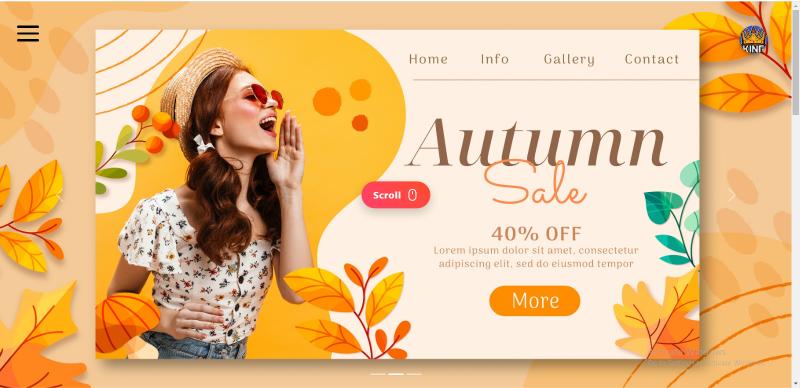 KING
Home Info Gallery Contact
Autumn
Sale
Scroll
40% OFF
Lorem ipsum dolor sit amet, consectetur
adipiscing elit, sed do eiusmod tempor
More